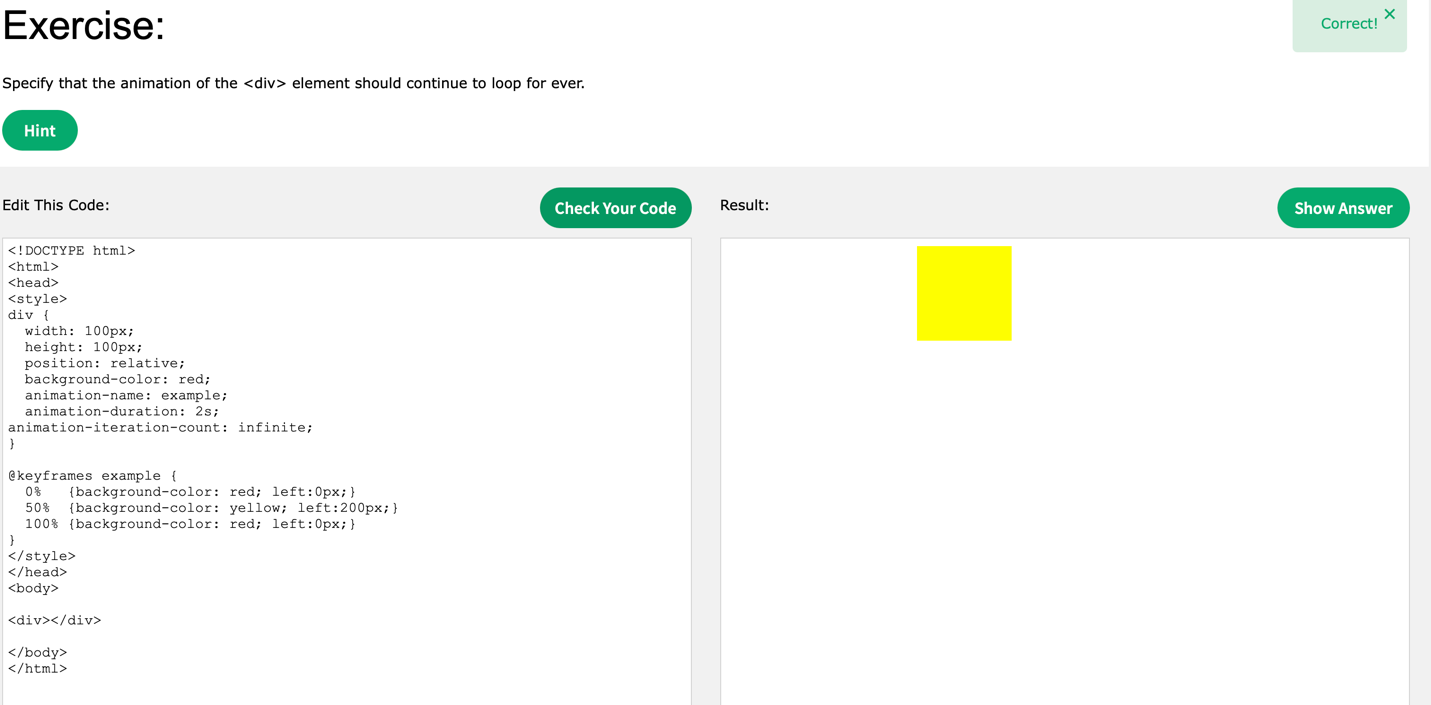 Exercise:
Correct! ×
Specify that the animation of the <div> element should continue to loop for ever.
Hint
Edit This Code:
Check Your Code
Result:
Show Answer
<!DOCTYPE html>
<html>
<head>
<style>
div {
  width: 100px;
  height: 100px;
  position: relative;
  background-color: red;
  animation-name: example;
  animation-duration: 2s;
animation-iteration-count: infinite;
}

@keyframes example {
  0%   {background-color: red; left:0px;}
  50%  {background-color: yellow; left:200px;}
  100% {background-color: red; left:0px;}
}
</style>
</head>
<body>

<div></div>

</body>
</html>